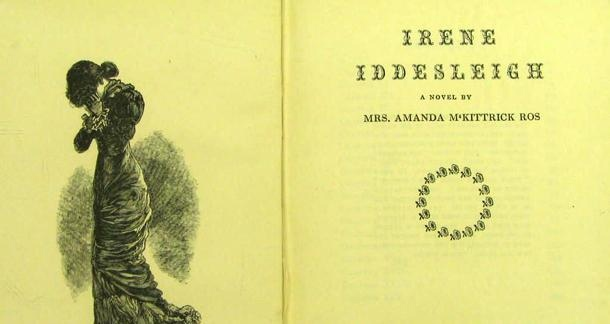 IRENE
IDDESLEIGH
A NOVEL BY
MRS. AMANDA McKITTRICK ROS